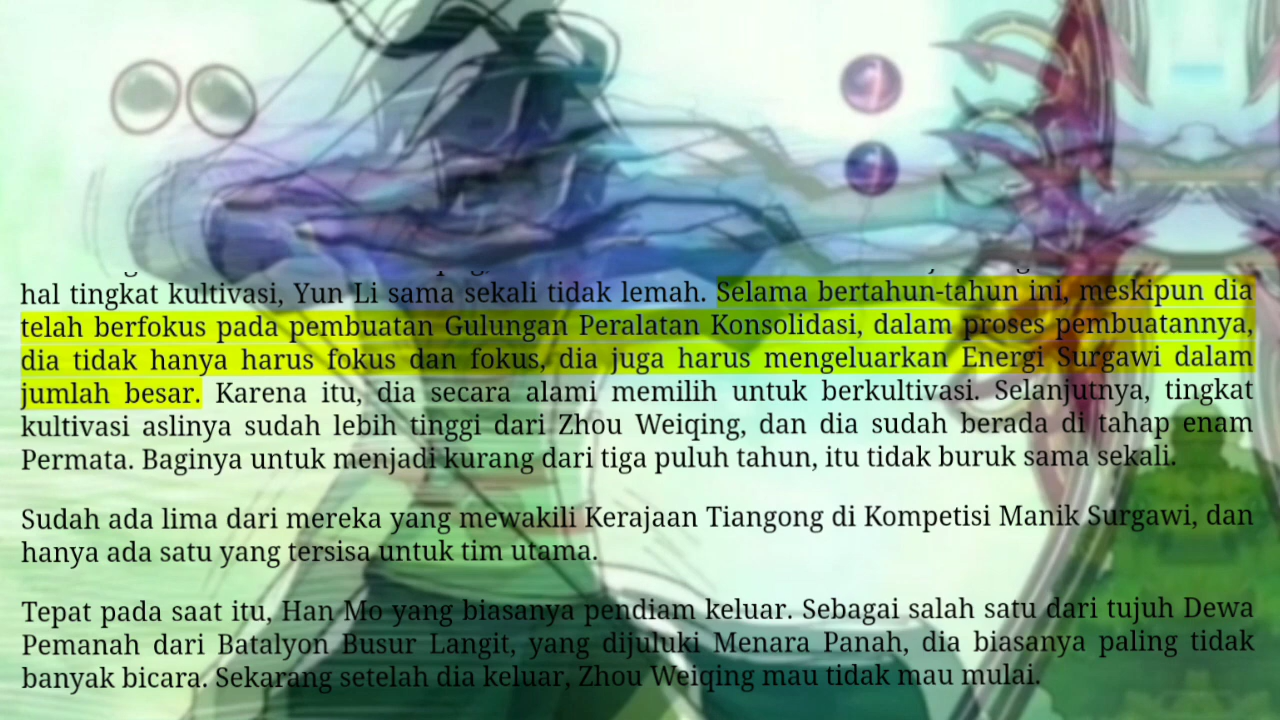 hal tingkat kultivasi, Yun Li sama sekali tidak lemah. Selama bertahun-tahun ini, meskipun dia
telah berfokus pada pembuatan Gulungan Peralatan Konsolidasi, dalam proses pembuatannya,
dia tidak hanya harus fokus dan fokus, dia juga harus mengeluarkan Energi Surgawi dalam
jumlah besar. Karena itu, dia secara alami memilih untuk berkultivasi. Selanjutnya, tingkat
kultivasi aslinya sudah lebih tinggi dari Zhou Weiqing, dan dia sudah berada di tahap enam
Permata. Baginya untuk menjadi kurang dari tiga puluh tahun, itu tidak buruk sama sekali.
Sudah ada lima dari mereka yang mewakili Kerajaan Tiangong di Kompetisi Manik Surgawi, dan
hanya ada satu yang tersisa untuk tim utama.
Tepat pada saat itu, Han Mo yang biasanya pendiam keluar. Sebagai salah satu dari tujuh Dewa
Pemanah dari Batalyon Busur Langit, yang dijuluki Menara Panah, dia biasanya paling tidak
banyak bicara. Sekarang setelah dia keluar, Zhou Weiqing mau tidak mau mulai.